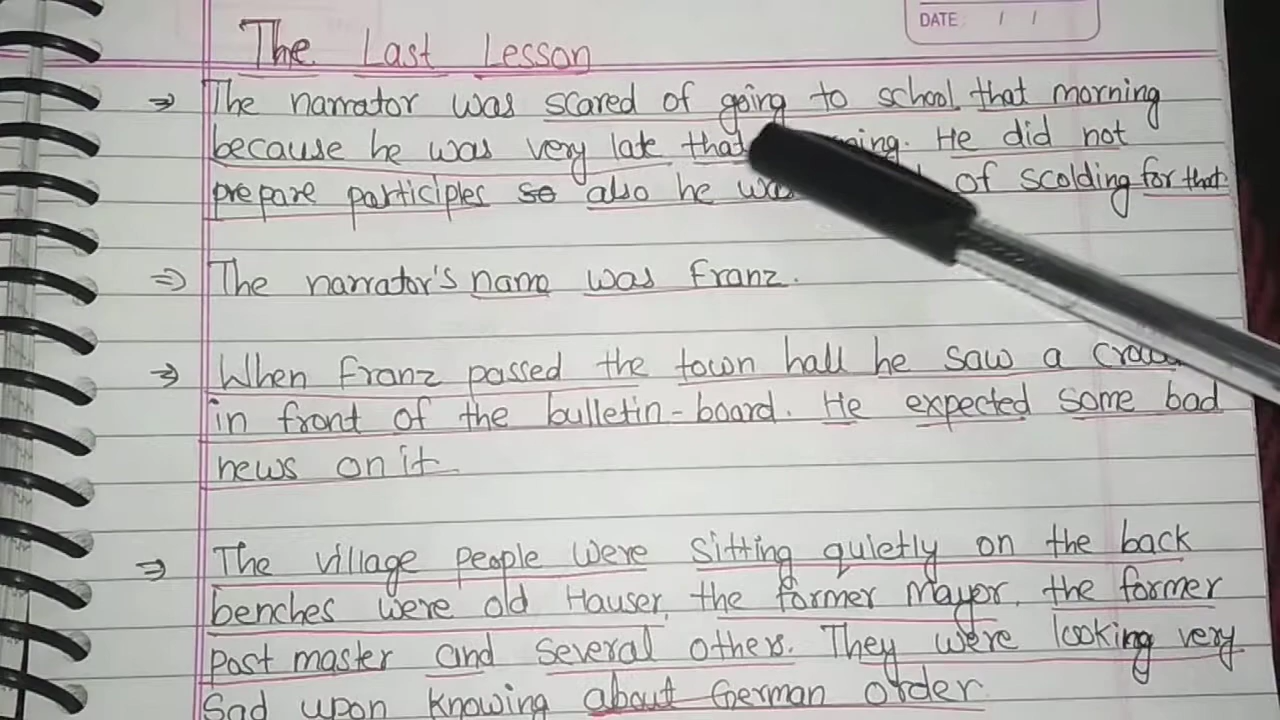 DATE / /
The Last Lesson
⇒ The narrator was scared of going to school that morning
because he was very late that. He did not
prepare participles so also he of scolding for that
⇒ The narrator's name was Franz.
⇒ When Franz passed the town hall he saw a
in front of the bulletin-board. He expected some bad
news on it
⇒ The village people were sitting quietly on the back
benches were old Hauser, the former Mayor, the former
Post master and several others. They were looking very
Sad upon knowing about German order.